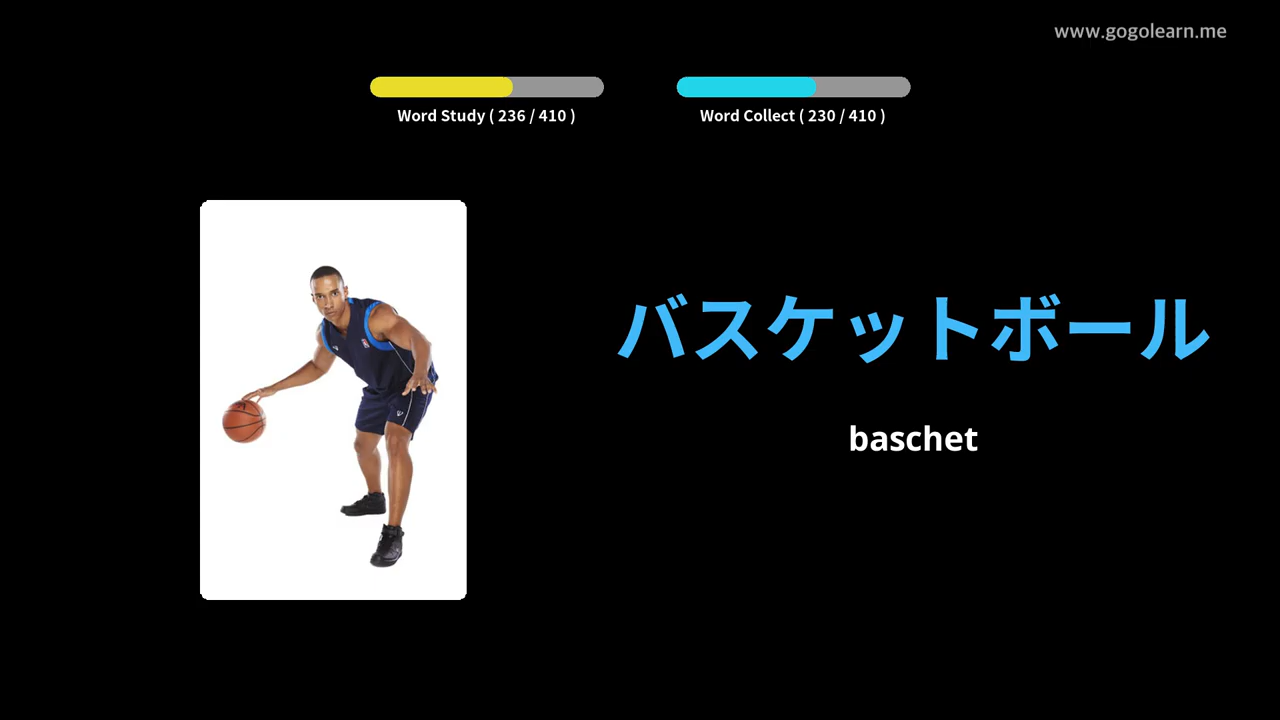 www.gogolearn.me
Word Study ( 236 / 410 )
Word Collect ( 230 / 410 )
バスケットボール
baschet